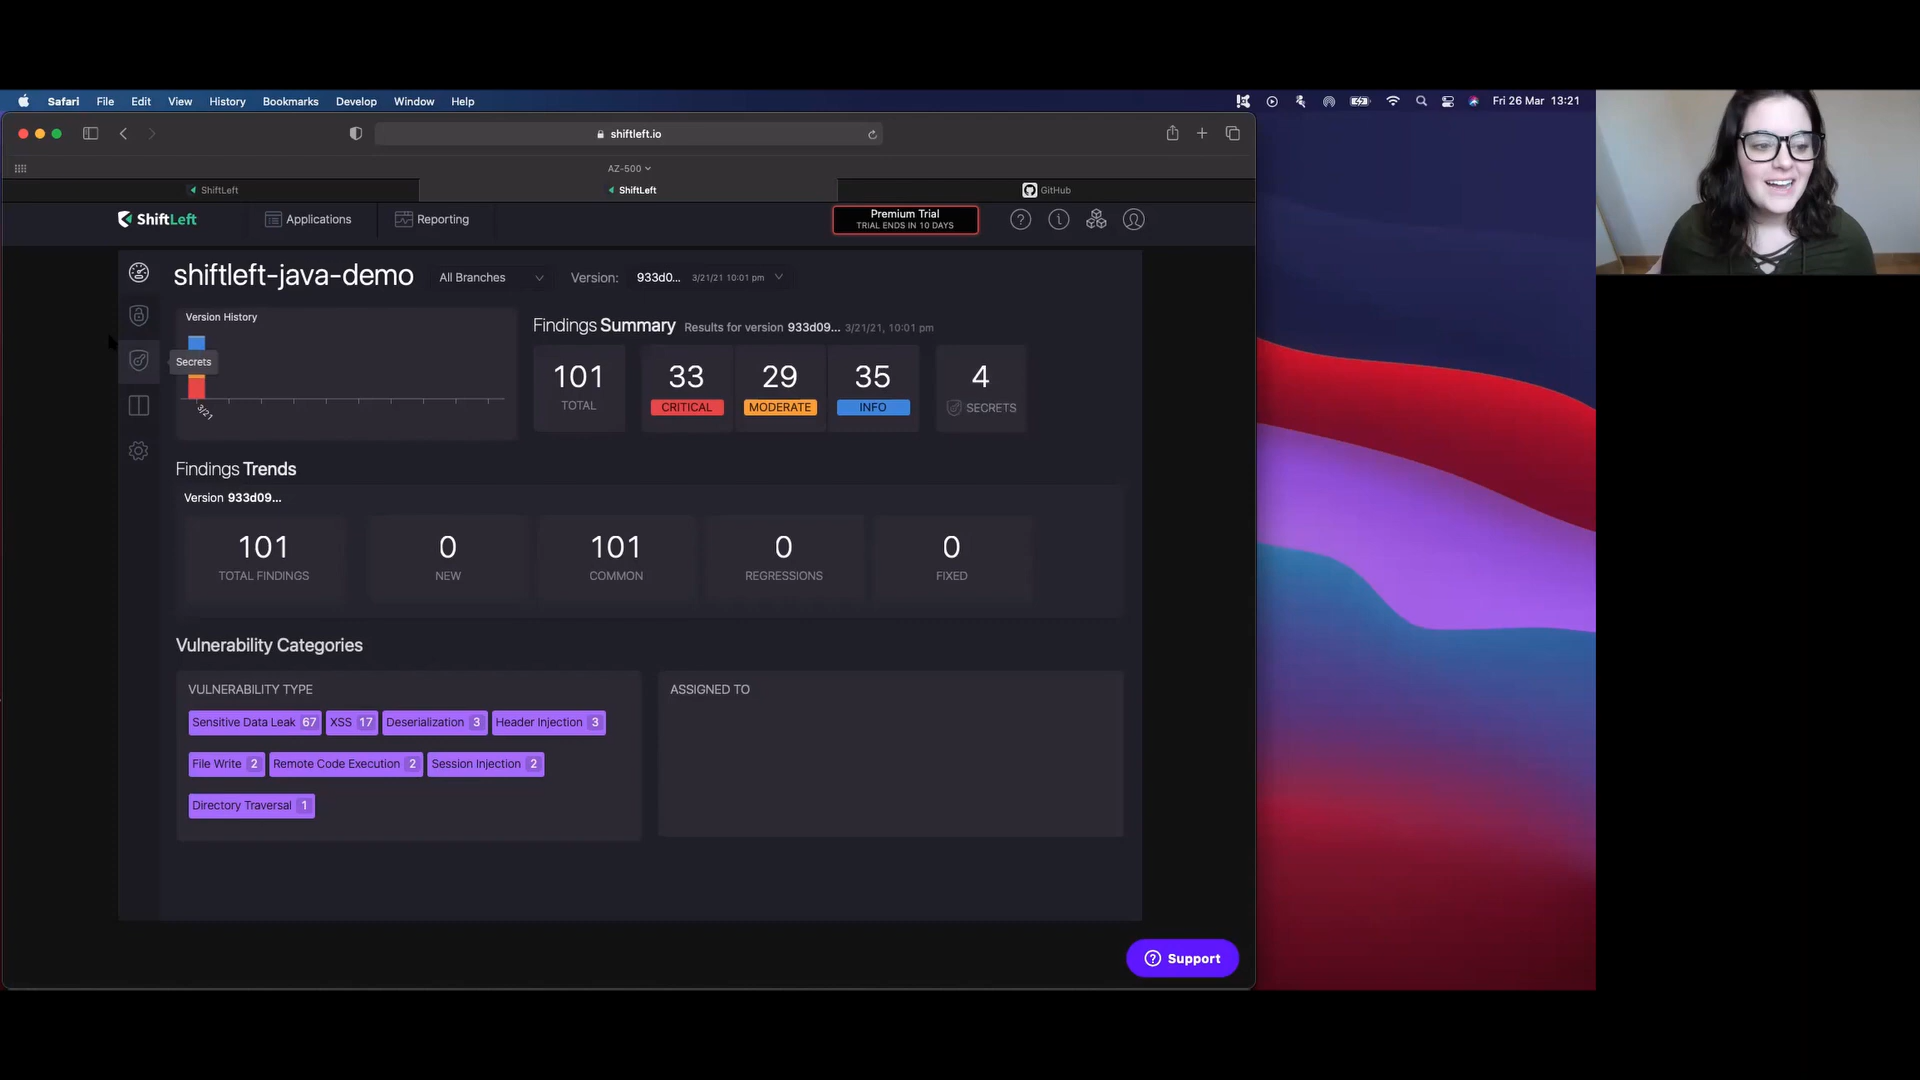 Safari File Edit View History Bookmarks Develop Window Help
Fri 26 Mar 13:21
shiftleft.io
AZ-500
ShiftLeft
ShiftLeft
GitHub
ShiftLeft
Applications
Reporting
Premium Trial
TRIAL ENDS IN 10 DAYS
shiftleft-java-demo
All Branches
Version: 933d0... 3/21/21 10:01 pm
Version History
Secrets
3/21
Findings Summary Results for version 933d09... 3/21/21, 10:01 pm
101
TOTAL
33
CRITICAL
29
MODERATE
35
INFO
4
SECRETS
Findings Trends
Version 933d09...
101
TOTAL FINDINGS
0
NEW
101
COMMON
0
REGRESSIONS
0
FIXED
Vulnerability Categories
VULNERABILITY TYPE
Sensitive Data Leak 67 XSS 17 Deserialization 3 Header Injection 3
File Write 2 Remote Code Execution 2 Session Injection 2
Directory Traversal 1
ASSIGNED TO
Support